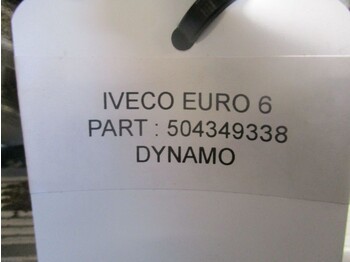 IVECO EURO 6
PART : 504349338
DYNAMO